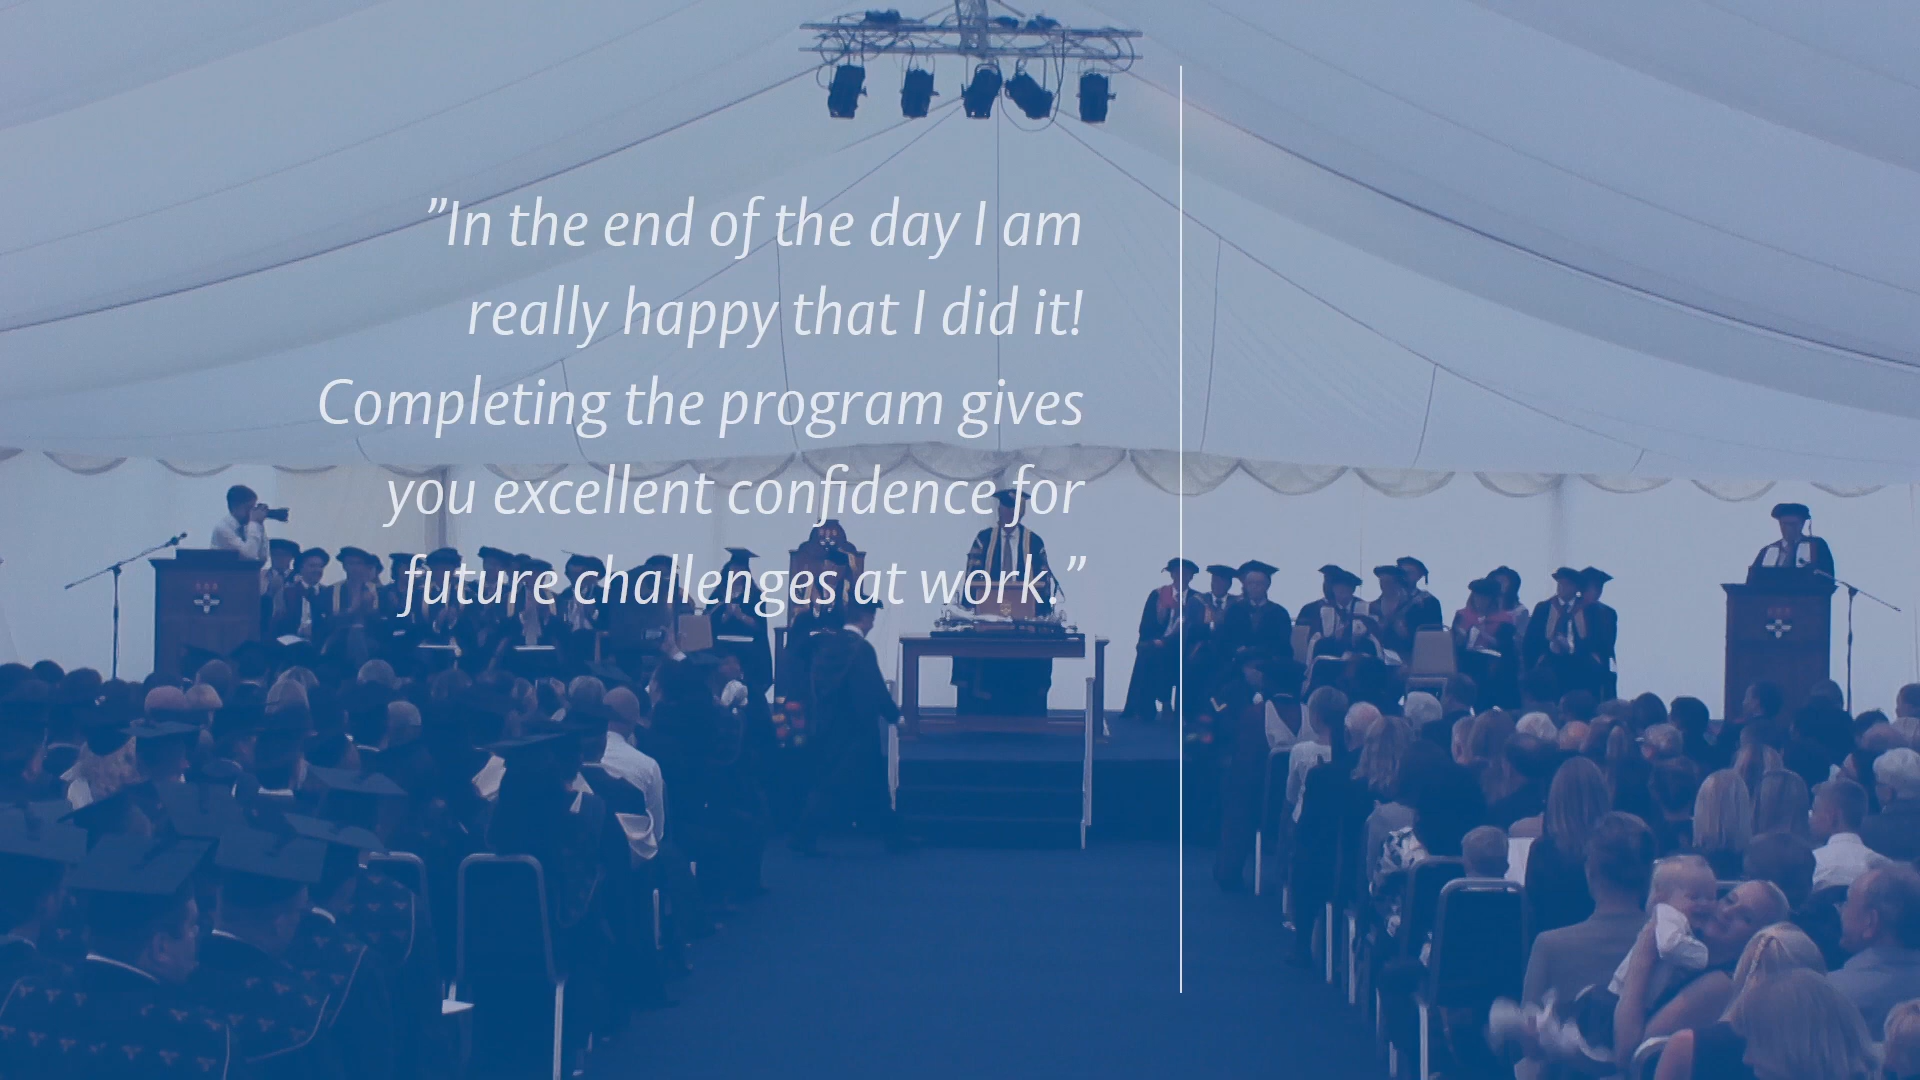 ”In the end of the day I am
really happy that I did it!
Completing the program gives
you excellent confidence for
future challenges at work.”